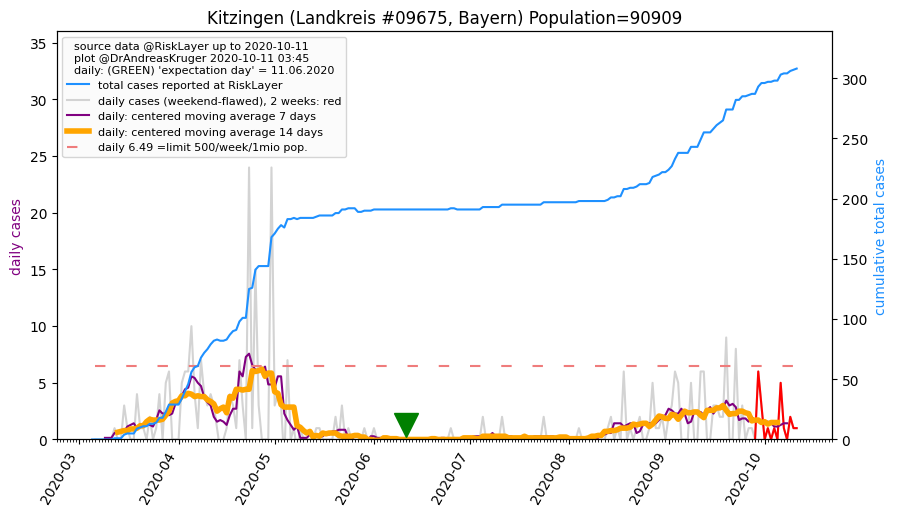 Kitzingen (Landkreis #09675, Bayern) Population=90909
source data @RiskLayer up to 2020-10-11
plot @DrAndreasKruger 2020-10-11 03:45
daily: (GREEN) 'expectation day' = 11.06.2020
total cases reported at RiskLayer
daily cases (weekend-flawed), 2 weeks: red
daily: centered moving average 7 days
daily: centered moving average 14 days
daily 6.49 =limit 500/week/1mio pop.
daily cases
35
30
25
20
15
10
5
0
cumulative total cases
300
250
200
150
100
50
0
2020-03
2020-04
2020-05
2020-06
2020-07
2020-08
2020-09
2020-10